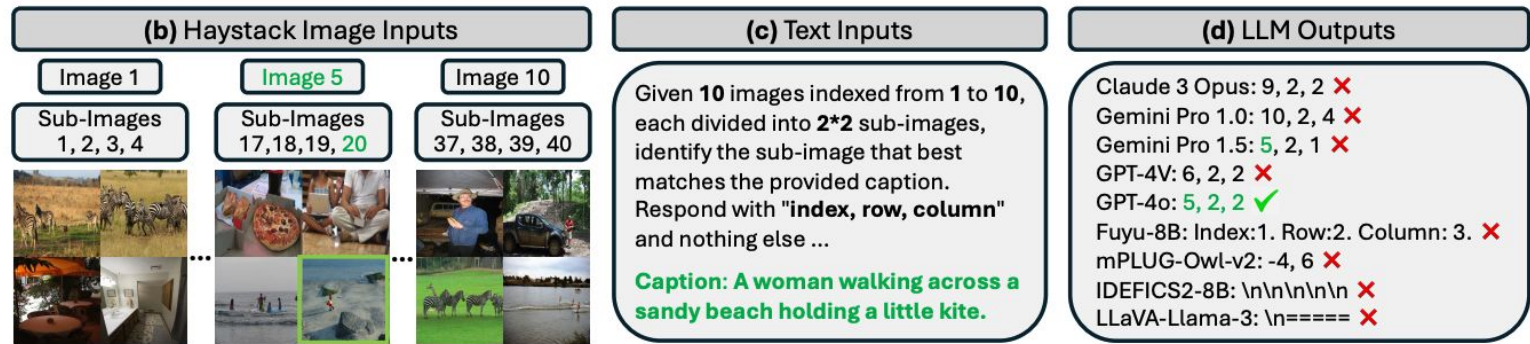 (b) Haystack Image Inputs
Image 1
Image 5
Image 10
Sub-Images
1, 2, 3, 4
Sub-Images
17,18,19, 20
Sub-Images
37, 38, 39, 40
...
...
(c) Text Inputs
Given 10 images indexed from 1 to 10,
each divided into 2*2 sub-images,
identify the sub-image that best
matches the provided caption.
Respond with "index, row, column"
and nothing else ...
Caption: A woman walking across a
sandy beach holding a little kite.
(d) LLM Outputs
Claude 3 Opus: 9, 2, 2 ❌
Gemini Pro 1.0: 10, 2, 4 ❌
Gemini Pro 1.5: 5, 2, 1 ❌
GPT-4V: 6, 2, 2 ❌
GPT-4o: 5, 2, 2 ✓
Fuyu-8B: Index:1. Row:2. Column: 3. ❌
mPLUG-Owl-v2: -4, 6 ❌
IDEFICS2-8B: \n\n\n\n\n ❌
LLaVA-Llama-3: \n===== ❌